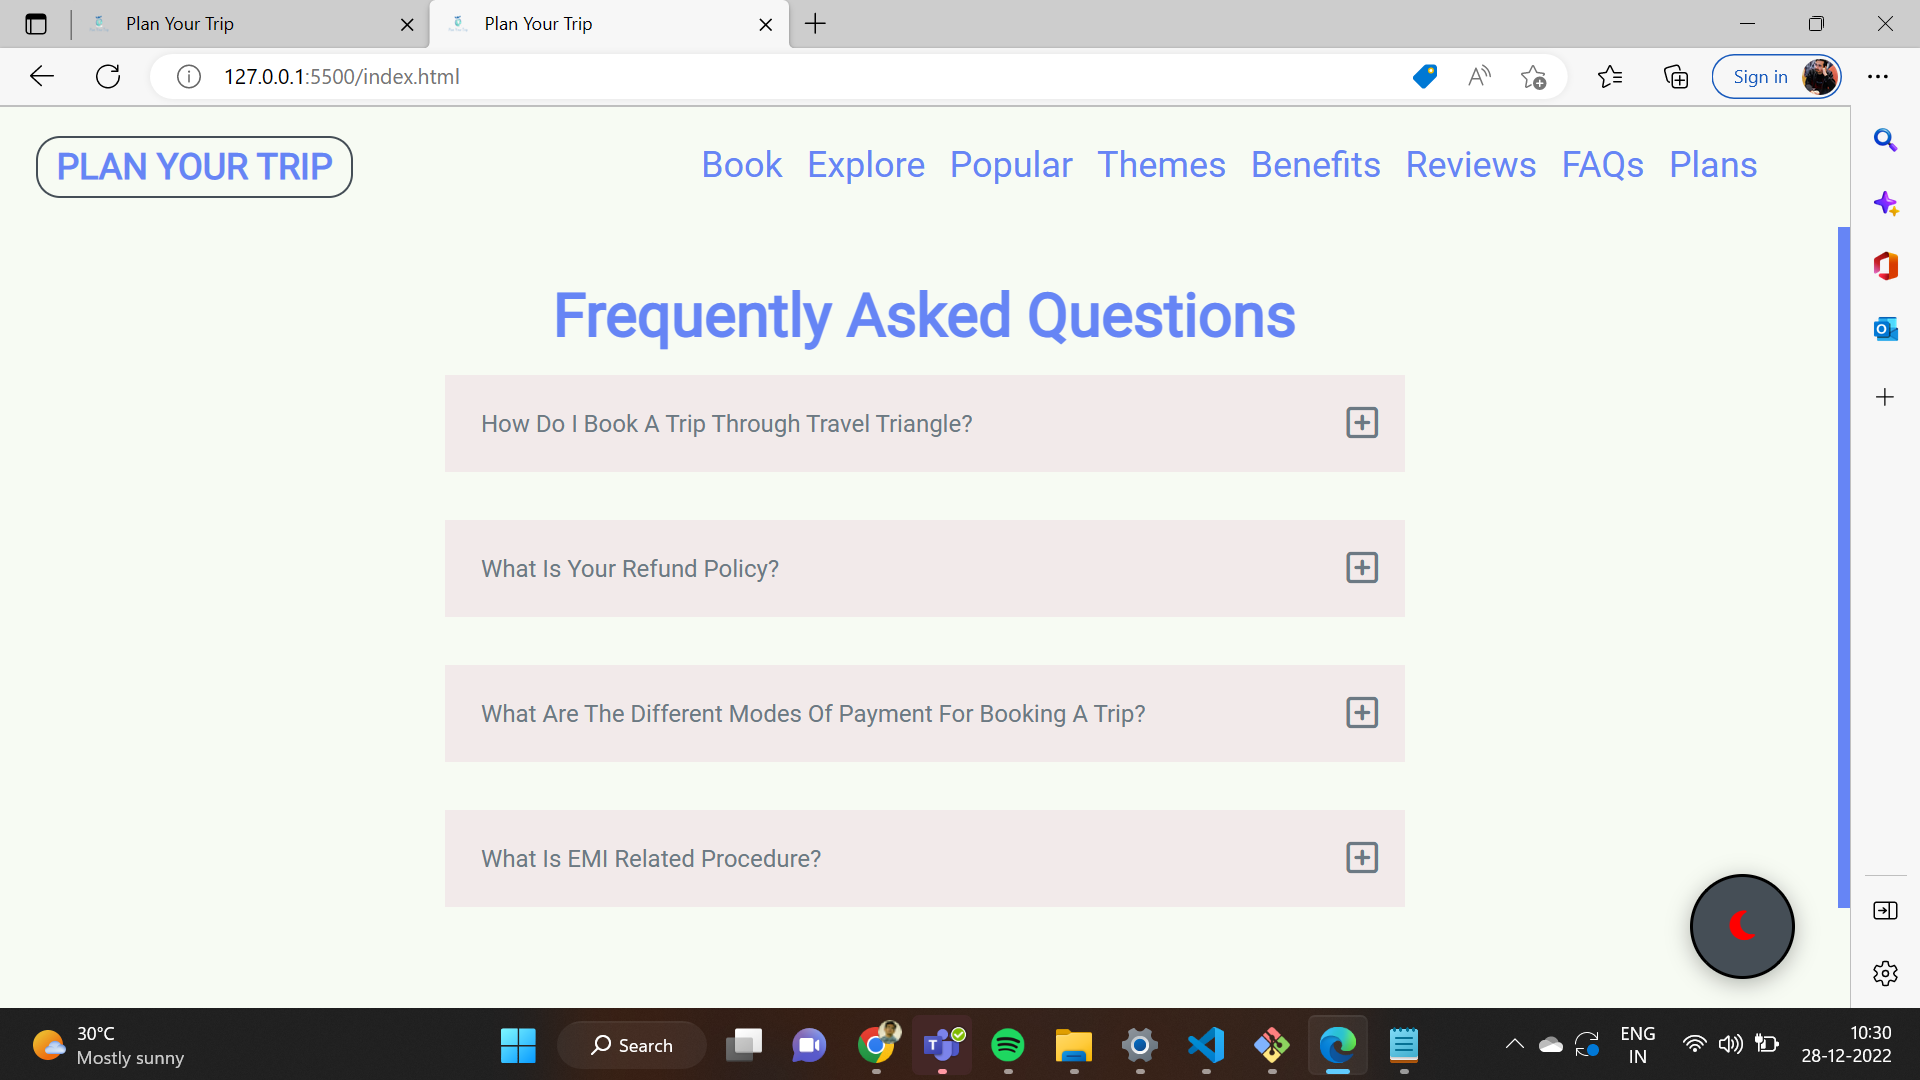 Plan Your Trip
Plan Your Trip
127.0.0.1:5500/index.html
Sign in
PLAN YOUR TRIP
Book Explore Popular Themes Benefits Reviews FAQs Plans
Frequently Asked Questions
How Do I Book A Trip Through Travel Triangle?
What Is Your Refund Policy?
What Are The Different Modes Of Payment For Booking A Trip?
What Is EMI Related Procedure?
30°C
Mostly sunny
Search
ENG
IN
10:30
28-12-2022